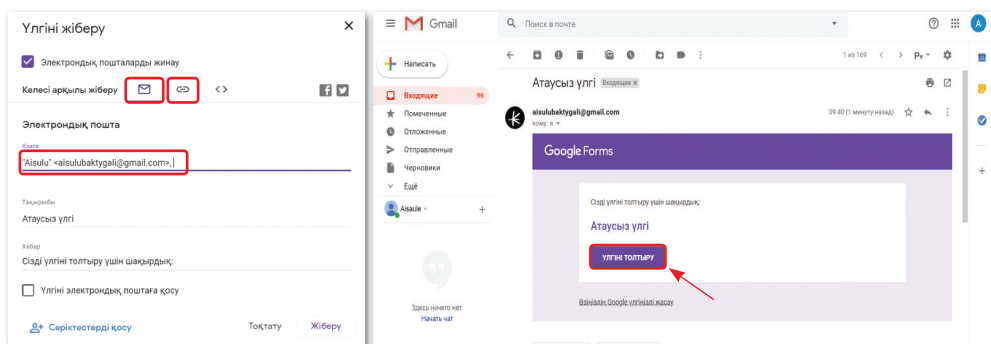 Үлгіні жіберу
Электрондық пошталарды жинау
Келесі арқылы жіберу
Электрондық пошта
Кімге
"Aisulu" <aisulubaktygali@gmail.com>,
Тақырыбы
Атаусыз үлгі
Хабар
Сізді үлгіні толтыру үшін шақырдық:
Үлгіні электрондық поштаға қосу
Серіктестерді қосу
Тоқтату
Жіберу
Gmail
Поиск в почте
A
Написать
Входящие 96
Помеченные
Отложенные
Отправленные
Черновики
Ещё
Aisaule
Здесь ничего нет.
Начать чат
1 из 169
Атаусыз үлгі Входящие x
aisulubaktygali@gmail.com
09:40 (1 минуту назад)
кому: я
Google Forms
Сізді үлгіні толтыру үшін шақырдық:
Атаусыз үлгі
ҮЛГІНІ ТОЛТЫРУ
Өзіңіздің Google үлгіңізді жасау